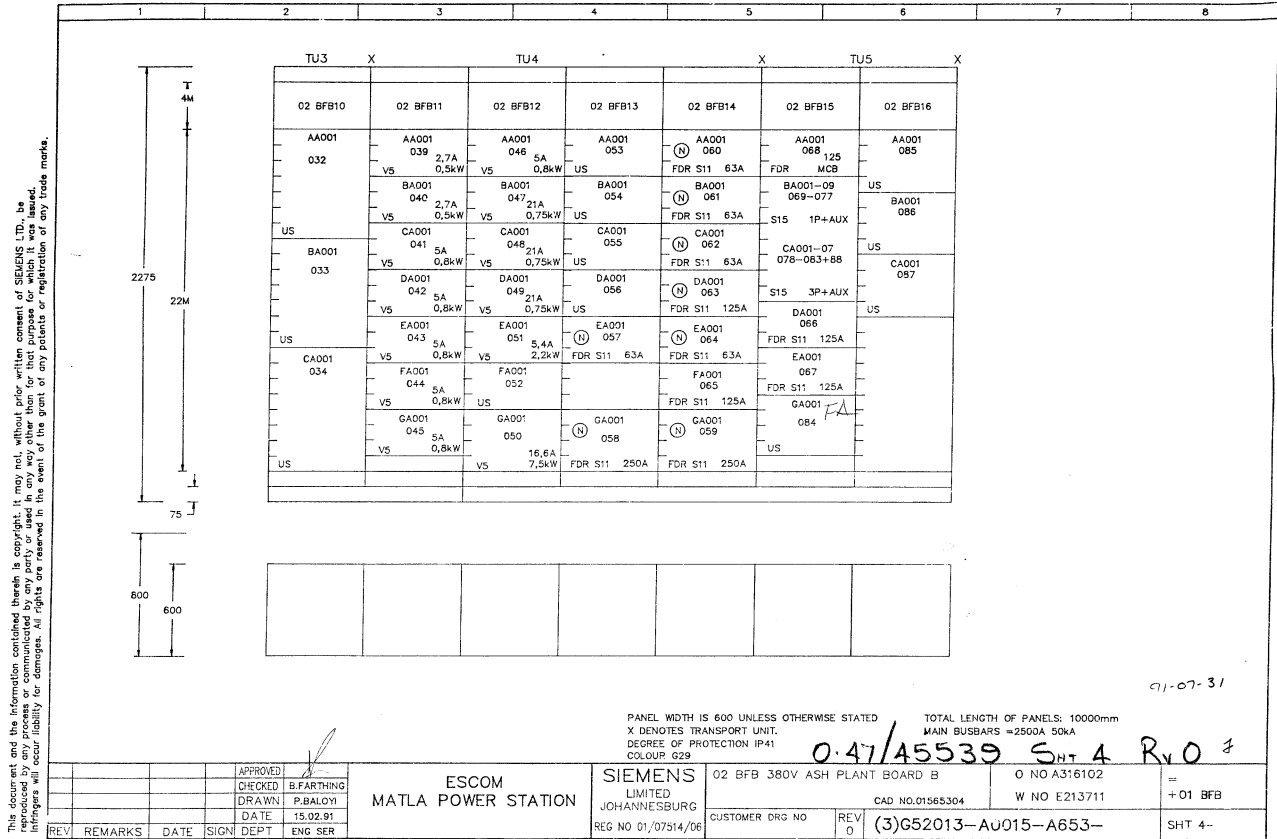 1 2 3 4 5 6 7 8
TU3 X TU4 X TU5 X
02 BFB10
AA001
032
US
BA001
033
US
CA001
034
US
02 BFB11
AA001
039
2,7A
V5 0,5kW
BA001
040
2,7A
V5 0,5kW
CA001
041
5A
V5 0,8kW
DA001
042
5A
V5 0,8kW
EA001
043
5A
V5 0,8kW
FA001
044
5A
V5 0,8kW
GA001
045
5A
V5 0,8kW
02 BFB12
AA001
046
5A
V5 0,8kW
BA001
047
21A
V5 0,75kW
CA001
048
21A
V5 0,75kW
DA001
049
21A
V5 0,75kW
EA001
051
5,4A
V5 2,2kW
FA001
052
US
GA001
050
16,6A
V5 7,5kW
02 BFB13
AA001
053
US
BA001
054
US
CA001
055
US
DA001
056
US
EA001
N 057
FDR S11 63A
GA001
N 058
FDR S11 250A
02 BFB14
AA001
N 060
FDR S11 63A
BA001
N 061
FDR S11 63A
CA001
N 062
FDR S11 63A
DA001
N 063
FDR S11 125A
EA001
N 064
FDR S11 63A
FA001
065
FDR S11 125A
GA001
N 059
FDR S11 250A
02 BFB15
AA001
068
125
FDR MCB
BA001-09
069-077
S15 1P+AUX
CA001-07
078-083+88
S15 3P+AUX
DA001
066
FDR S11 125A
EA001
067
FDR S11 125A
GA001 FA
084
US
02 BFB16
AA001
085
US
BA001
086
US
CA001
087
US
4M
2275
22M
75
800
600
This document and the information contained therein is copyright. It may not, without prior written consent of SIEMENS LTD., be
reproduced by any process or communicated by any party or used in any way other than for that purpose for which it was issued.
Infringers will occur liability for damages. All rights are reserved in the event of the grant of any patents or registration of any trade marks.
91-07-31
PANEL WIDTH IS 600 UNLESS OTHERWISE STATED
X DENOTES TRANSPORT UNIT.
DEGREE OF PROTECTION IP41
COLOUR G29
TOTAL LENGTH OF PANELS: 10000mm
MAIN BUSBARS =2500A 50kA
0.47/45539 SHT 4 Rv 0
APPROVED
CHECKED B.FARTHING
DRAWN P.BALOYI
DATE 15.02.91
REV REMARKS DATE SIGN DEPT ENG SER
ESCOM
MATLA POWER STATION
SIEMENS
LIMITED
JOHANNESBURG
REG NO 01/07514/06
02 BFB 380V ASH PLANT BOARD B
CAD NO.01565304
CUSTOMER DRG NO
REV
0
(3)G52013-AU015-A653-
O NO A316102
W NO E213711
=
+01 BFB
SHT 4-